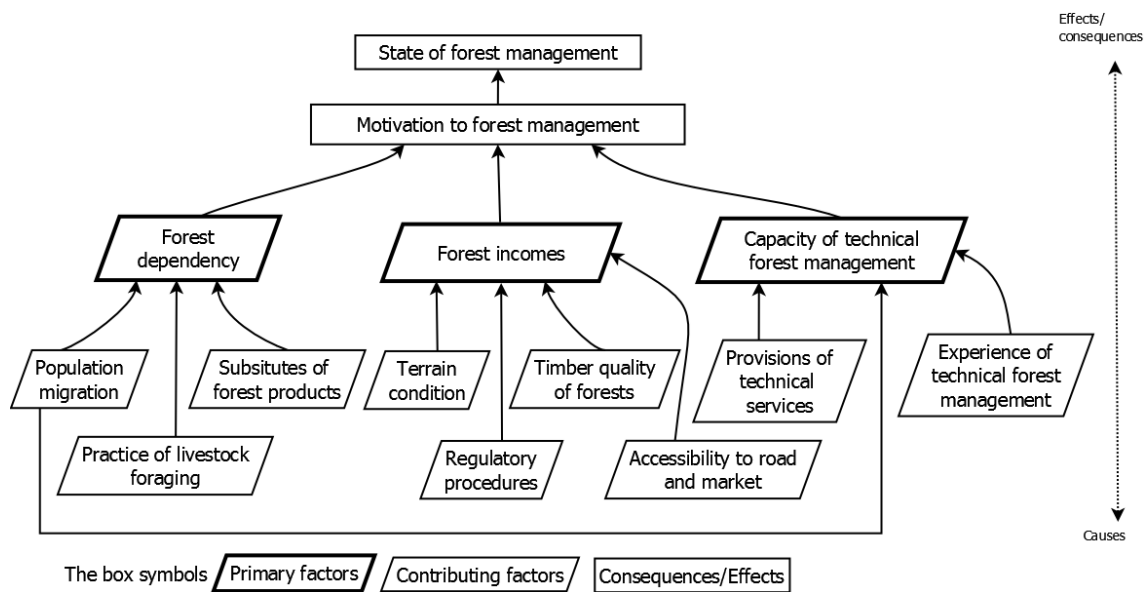 Effects/
consequences
State of forest management
Motivation to forest management
Forest
dependency
Forest incomes
Capacity of technical
forest management
Population
migration
Subsitutes of
forest products
Terrain
condition
Timber quality
of forests
Provisions of
technical
services
Experience of
technical forest
management
Practice of livestock
foraging
Regulatory
procedures
Accessibility to road
and market
Causes
The box symbols
Primary factors
Contributing factors
Consequences/Effects